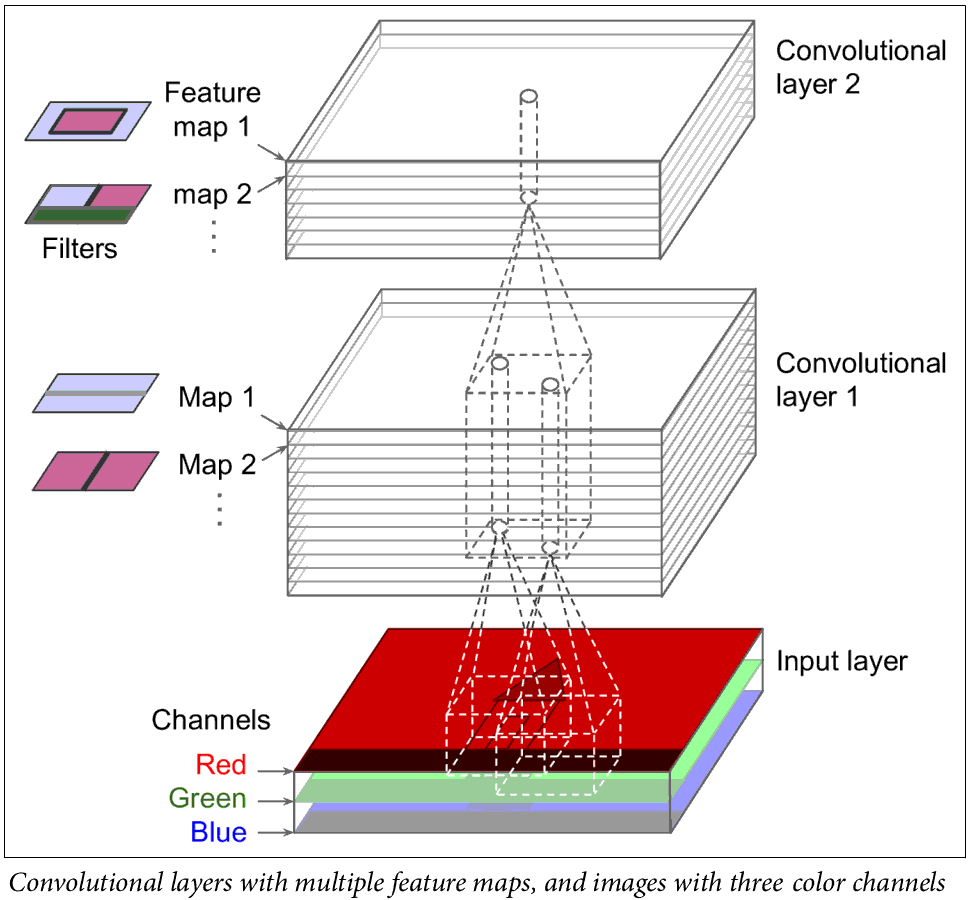 Convolutional
layer 2
Feature
map 1
map 2
Filters
Convolutional
layer 1
Map 1
Map 2
Input layer
Channels
Red
Green
Blue
Convolutional layers with multiple feature maps, and images with three color channels